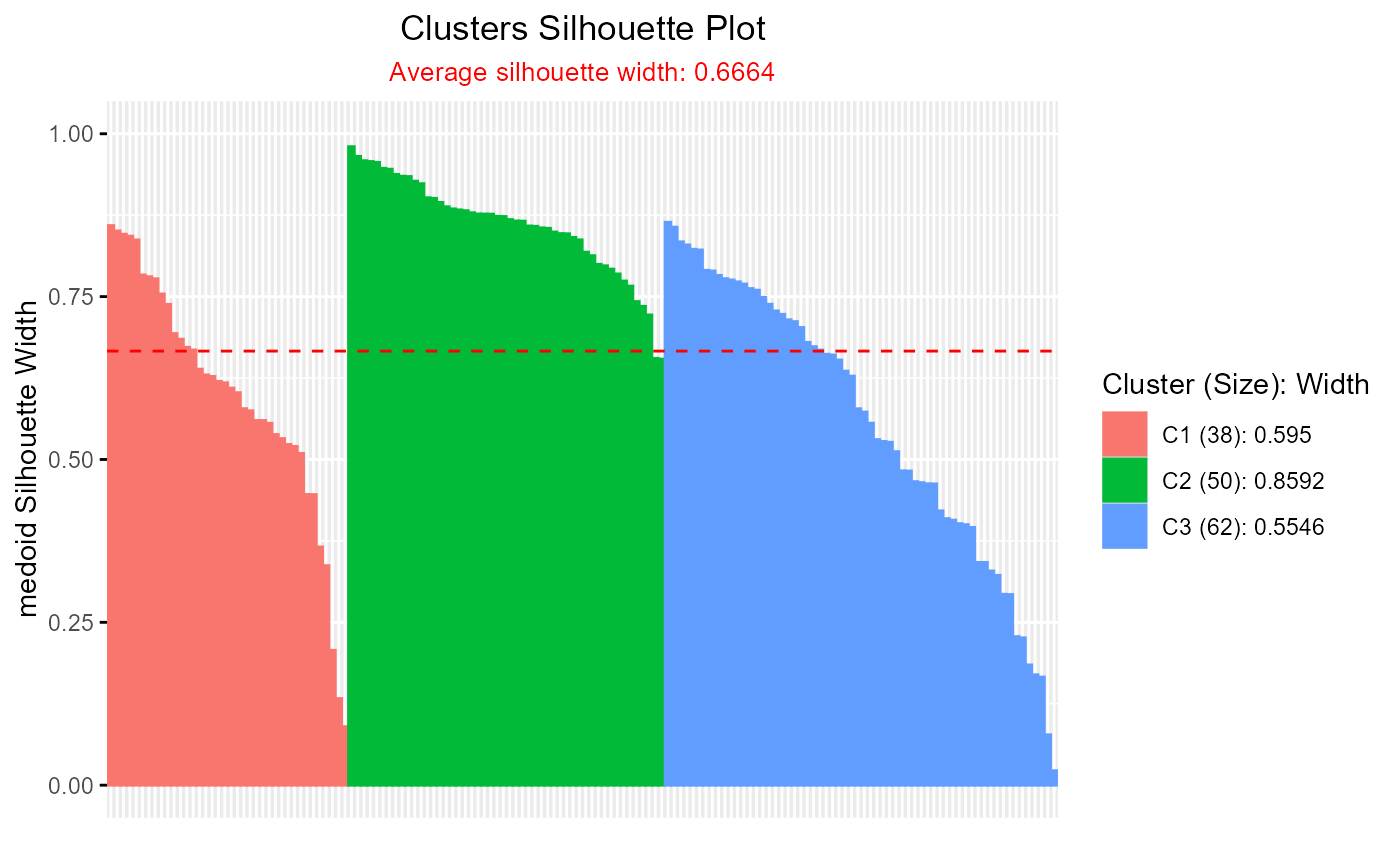 Clusters Silhouette Plot
Average silhouette width: 0.6664
medoid Silhouette Width
1.00
0.75
0.50
0.25
0.00
Cluster (Size): Width
C1 (38): 0.595
C2 (50): 0.8592
C3 (62): 0.5546